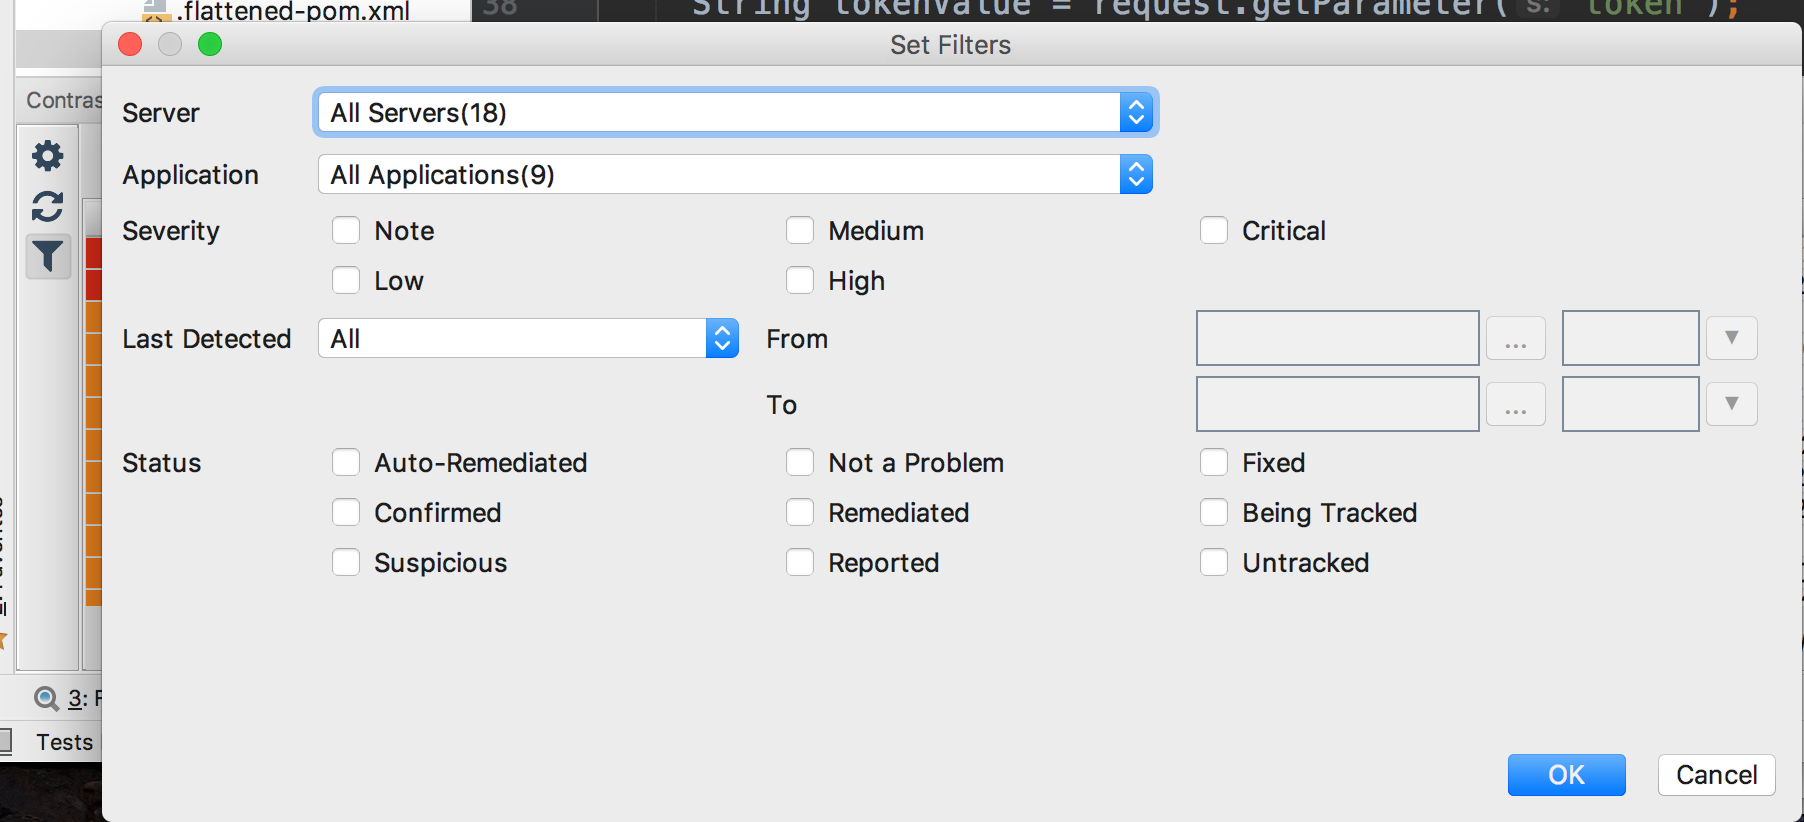 .flattened-pom.xml
38 String tokenValue = request.getParameter( s: "token");
Set Filters
Contras
Server All Servers(18)
Application All Applications(9)
Severity Note Medium Critical
Low High
Last Detected All From ...
To ...
Status Auto-Remediated Not a Problem Fixed
Confirmed Remediated Being Tracked
Suspicious Reported Untracked
3: F
Tests
OK Cancel